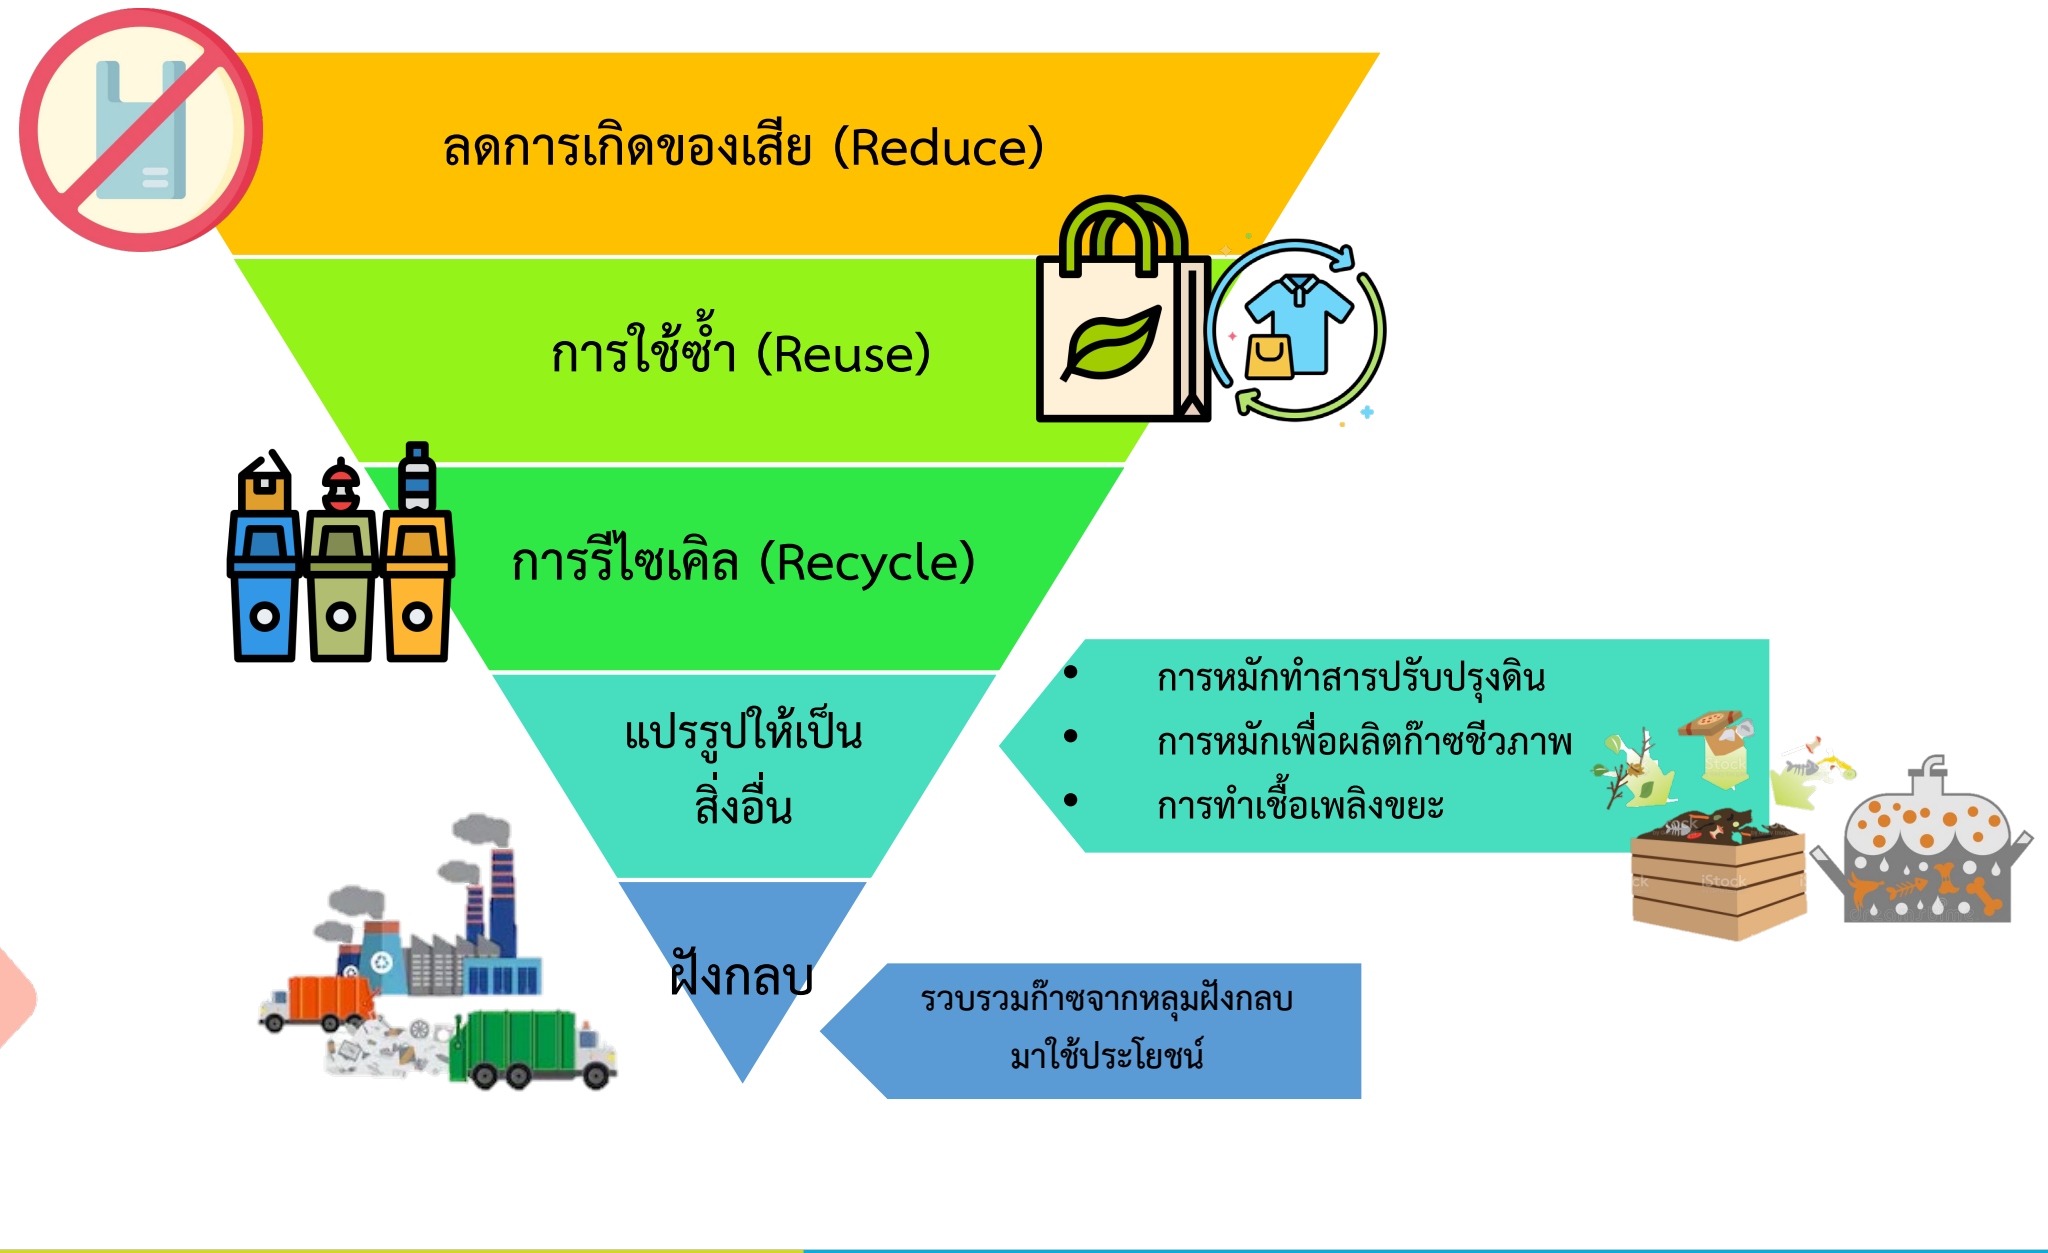 ลดการเกิดของเสีย (Reduce)
การใช้ซ้ำ (Reuse)
การรีไซเคิล (Recycle)
แปรรูปให้เป็น
สิ่งอื่น
• การหมักทำสารปรับปรุงดิน
• การหมักเพื่อผลิตก๊าซชีวภาพ
• การทำเชื้อเพลิงขยะ
iStock
iStock
ฝังกลบ
รวบรวมก๊าซจากหลุมฝังกลบ
มาใช้ประโยชน์